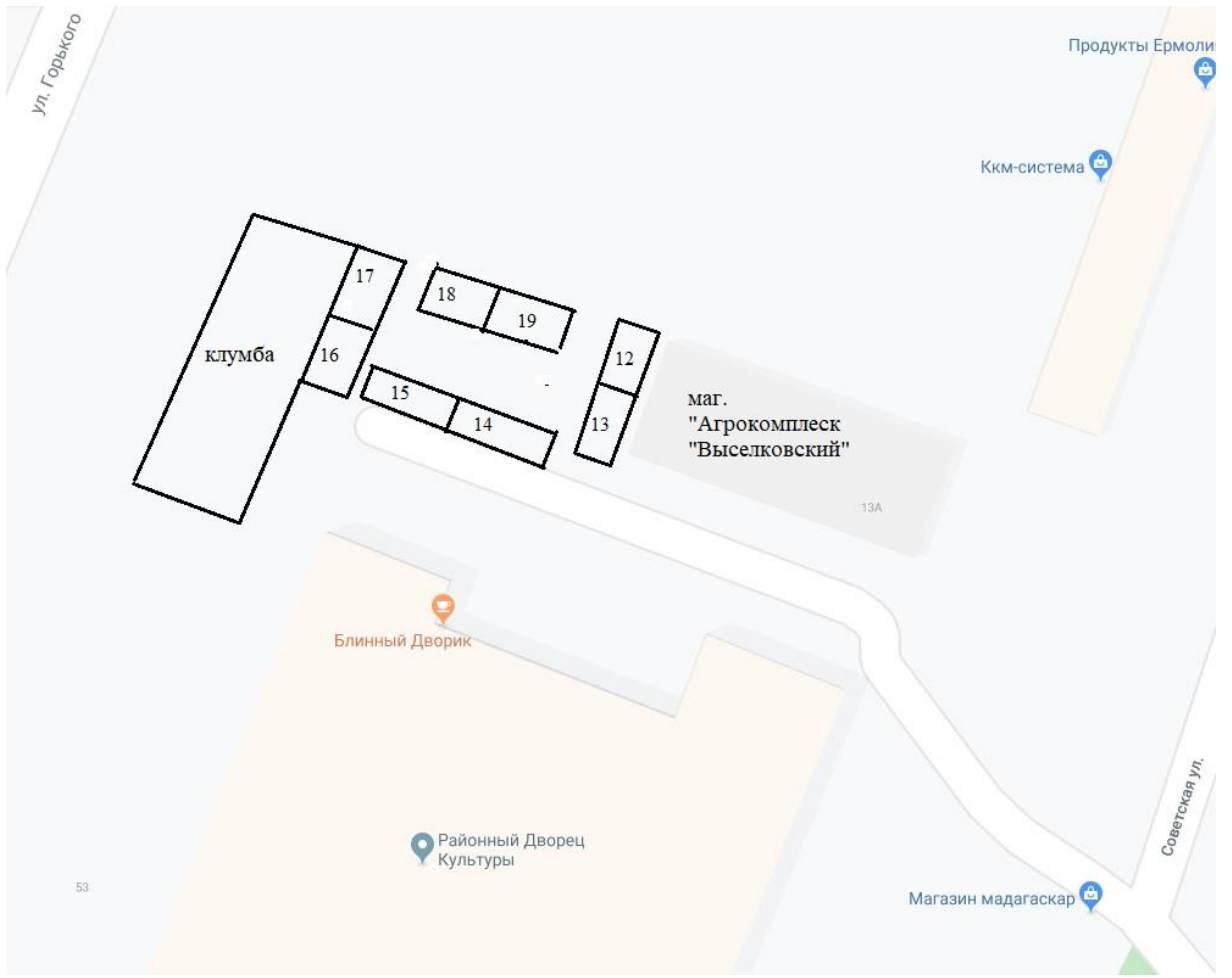 ул. Горького
Продукты Ермоли
Ккм-система
17
18
19
клумба
16
12
15
14
13
маг.
"Агрокомплеск
"Выселковский"
13А
Блинный Дворик
Районный Дворец
Культуры
53
Советская ул.
Магазин мадагаскар